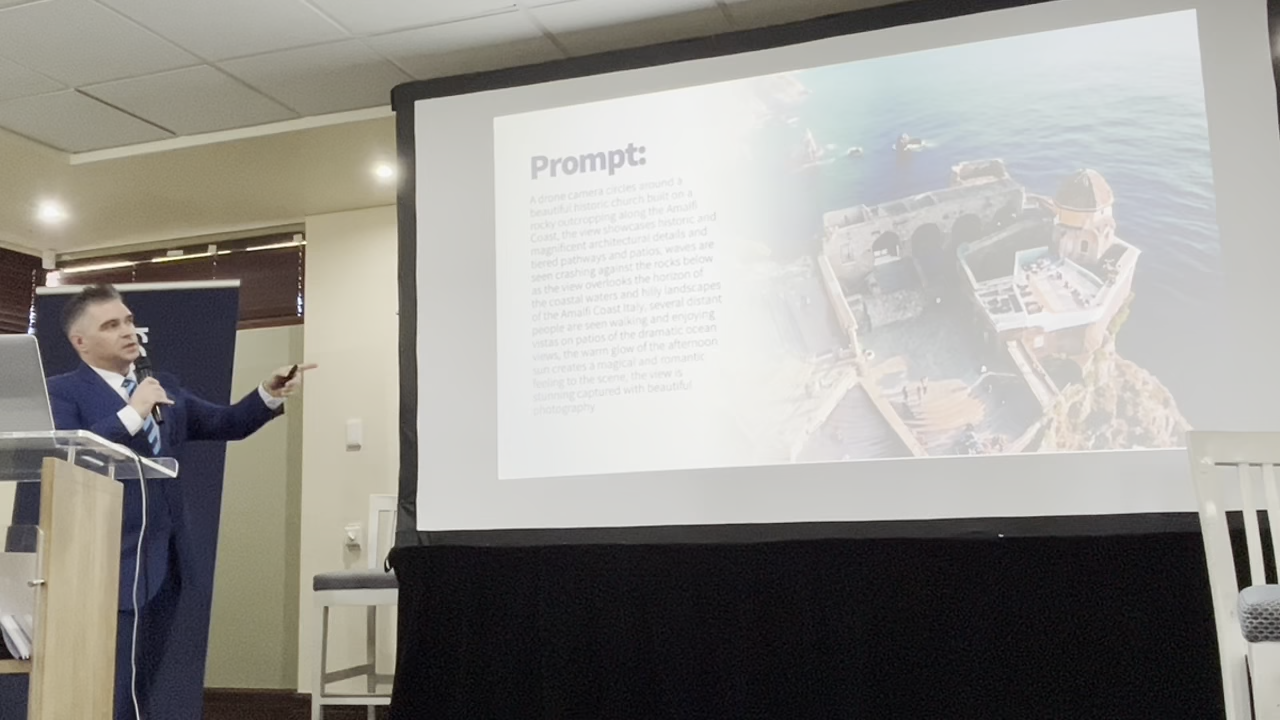 Prompt:
A drone camera circles around a
beautiful historic church built on a
rocky outcropping along the Amalfi
Coast, the view showcases historic and
magnificent architectural details and
tiered pathways and patios, waves are
seen crashing against the rocks below
as the view overlooks the horizon of
the coastal waters and hilly landscapes
of the Amalfi Coast Italy, several distant
people are seen walking and enjoying
vistas on patios of the dramatic ocean
views, the warm glow of the afternoon
sun creates a magical and romantic
feeling to the scene, the view is
stunning captured with beautiful
photography